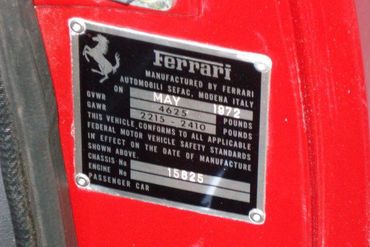 Ferrari
MANUFACTURED BY FERRARI
AUTOMOBILI SEFAC, MODENA ITALY
ON MAY 1972
GVWR 4625 POUNDS
GAWR 2215 - 2410 POUNDS
THIS VEHICLE CONFORMS TO ALL APPLICABLE
FEDERAL MOTOR VEHICLE SAFETY STANDARDS
IN EFFECT ON THE DATE OF MANUFACTURE
SHOWN ABOVE.
CHASSIS No 15625
ENGINE No
PASSENGER CAR